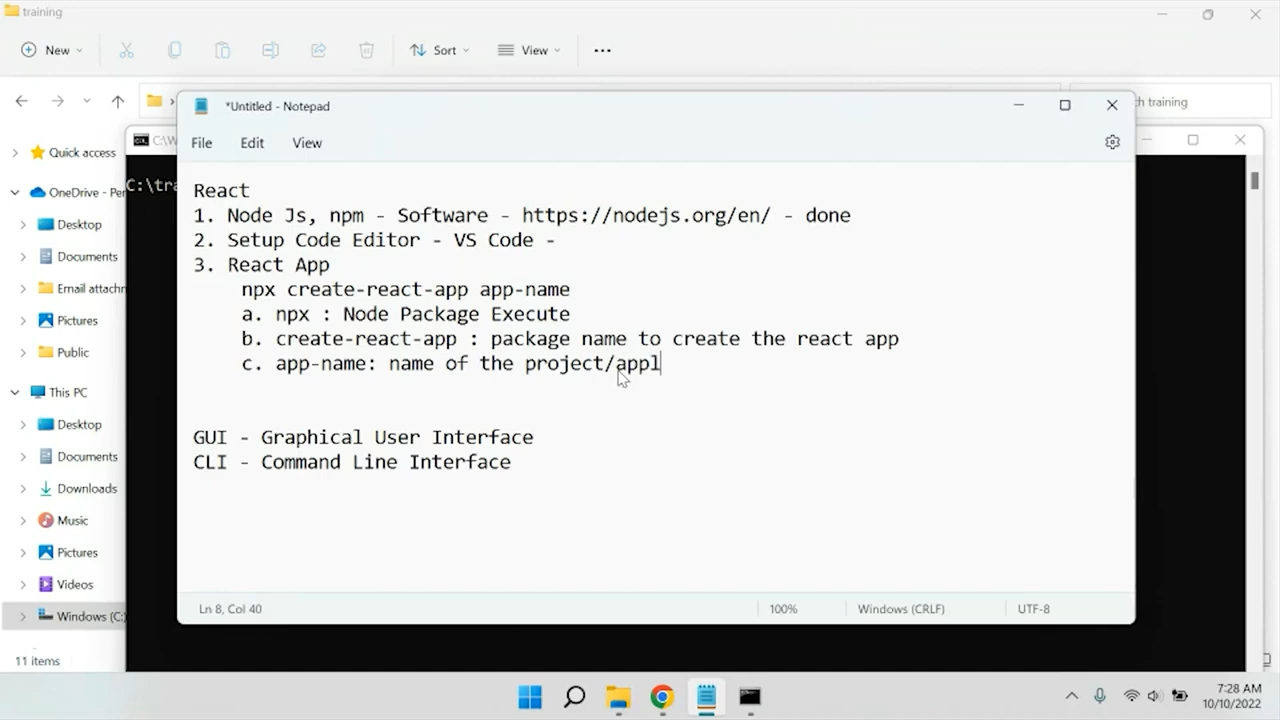 training
New
Sort
View
training
Quick access
OneDrive - Per
Desktop
Documents
Email attachm
Pictures
Public
This PC
Desktop
Documents
Downloads
Music
Pictures
Videos
Windows (C:)
11 items
C:\W
C:\tra
*Untitled - Notepad
File
Edit
View
React
1. Node Js, npm - Software - https://nodejs.org/en/ - done
2. Setup Code Editor - VS Code -
3. React App
npx create-react-app app-name
a. npx : Node Package Execute
b. create-react-app : package name to create the react app
c. app-name: name of the project/appl
GUI - Graphical User Interface
CLI - Command Line Interface
Ln 8, Col 40
100%
Windows (CRLF)
UTF-8
7:28 AM
10/10/2022